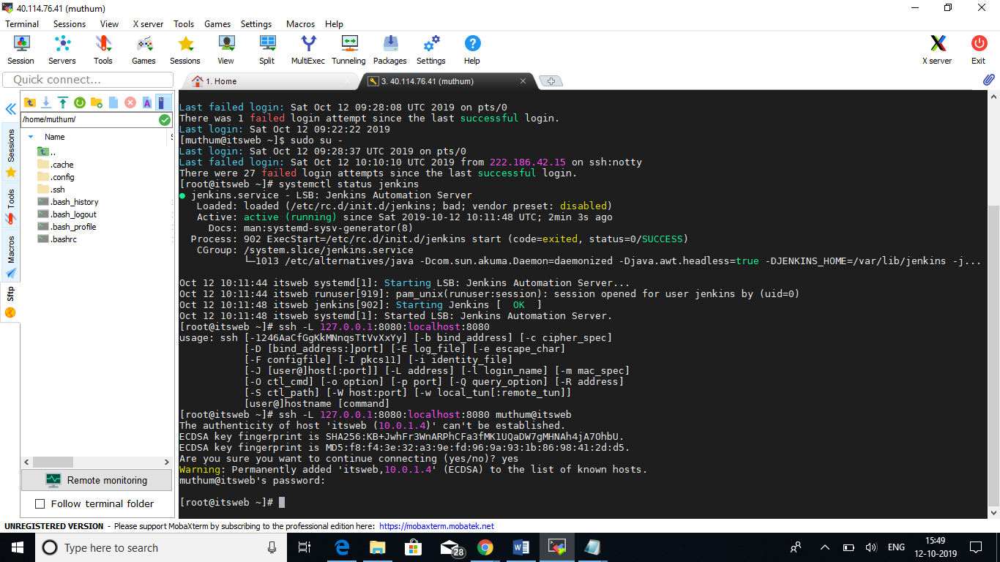 40.114.76.41 (muthum)
Terminal Sessions View X server Tools Games Settings Macros Help
Session Servers Tools Games Sessions View Split MultiExec Tunneling Packages Settings Help X server Exit
Quick connect...
1. Home
3. 40.114.76.41 (muthum)
/home/muthum/
Name
..
.cache
.config
.ssh
.bash_history
.bash_logout
.bash_profile
.bashrc
Sessions
Tools
Macros
Sftp
Remote monitoring
Follow terminal folder
Last failed login: Sat Oct 12 09:28:08 UTC 2019 on pts/0
There was 1 failed login attempt since the last successful login.
Last login: Sat Oct 12 09:22:22 2019
[muthum@itsweb ~]$ sudo su -
Last login: Sat Oct 12 09:28:37 UTC 2019 on pts/0
Last failed login: Sat Oct 12 10:10:10 UTC 2019 from 222.186.42.15 on ssh:notty
There were 27 failed login attempts since the last successful login.
[root@itsweb ~]# systemctl status jenkins
● jenkins.service - LSB: Jenkins Automation Server
Loaded: loaded (/etc/rc.d/init.d/jenkins; bad; vendor preset: disabled)
Active: active (running) since Sat 2019-10-12 10:11:48 UTC; 2min 3s ago
Docs: man:systemd-sysv-generator(8)
Process: 902 ExecStart=/etc/rc.d/init.d/jenkins start (code=exited, status=0/SUCCESS)
CGroup: /system.slice/jenkins.service
└─1013 /etc/alternatives/java -Dcom.sun.akuma.Daemon=daemonized -Djava.awt.headless=true -DJENKINS_HOME=/var/lib/jenkins -j...
Oct 12 10:11:44 itsweb systemd[1]: Starting LSB: Jenkins Automation Server...
Oct 12 10:11:44 itsweb runuser[919]: pam_unix(runuser:session): session opened for user jenkins by (uid=0)
Oct 12 10:11:48 itsweb jenkins[902]: Starting Jenkins [ OK ]
Oct 12 10:11:48 itsweb systemd[1]: Started LSB: Jenkins Automation Server.
[root@itsweb ~]# ssh -L 127.0.0.1:8080:localhost:8080
usage: ssh [-1246AaCfGgKkMNnqsTtVvXxYy] [-b bind_address] [-c cipher_spec]
[-D [bind_address:]port] [-E log_file] [-e escape_char]
[-F configfile] [-I pkcs11] [-i identity_file]
[-J [user@]host[:port]] [-L address] [-l login_name] [-m mac_spec]
[-O ctl_cmd] [-o option] [-p port] [-Q query_option] [-R address]
[-S ctl_path] [-W host:port] [-w local_tun[:remote_tun]]
[user@]hostname [command]
[root@itsweb ~]# ssh -L 127.0.0.1:8080:localhost:8080 muthum@itsweb
The authenticity of host 'itsweb (10.0.1.4)' can't be established.
ECDSA key fingerprint is SHA256:KB+JwhFr3WnARPhCFa3fMK1UQaDW7gMHNAh4jA7OhbU.
ECDSA key fingerprint is MD5:f8:f4:3e:32:a3:9e:fd:96:9a:93:1b:86:98:41:2d:d5.
Are you sure you want to continue connecting (yes/no)? yes
Warning: Permanently added 'itsweb,10.0.1.4' (ECDSA) to the list of known hosts.
muthum@itsweb's password:
[root@itsweb ~]#
UNREGISTERED VERSION - Please support MobaXterm by subscribing to the professional edition here: https://mobaxterm.mobatek.net
Type here to search
28
ENG
15:49
12-10-2019